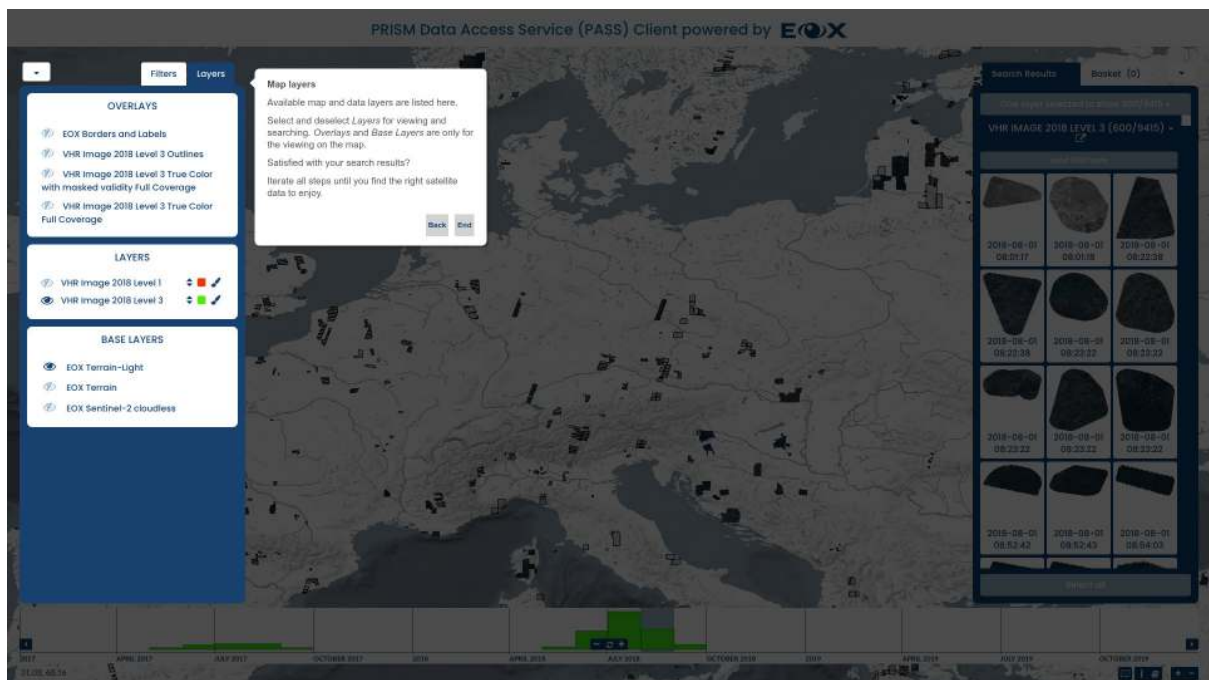 PRISM Data Access Service (PASS) Client powered by EOX
Filters
Layers
OVERLAYS
EOX Borders and Labels
VHR Image 2018 Level 3 Outlines
VHR Image 2018 Level 3 True Color
with masked validity Full Coverage
VHR Image 2018 Level 3 True Color
Full Coverage
LAYERS
VHR Image 2018 Level 1
VHR Image 2018 Level 3
BASE LAYERS
EOX Terrain-Light
EOX Terrain
EOX Sentinel-2 cloudless
Map layers
Available map and data layers are listed here.
Select and deselect Layers for viewing and
searching. Overlays and Base Layers are only for
the viewing on the map.
Satisfied with your search results?
Iterate all steps until you find the right satellite
data to enjoy.
Back End
Search Results
Basket (0)
VHR IMAGE 2018 LEVEL 3 (600/9415)
2018-08-01 2018-08-01 2018-08-01
08:01:17 08:01:18 08:22:38
2018-08-01 2018-08-01 2018-08-01
08:22:38 08:23:22 08:23:22
2018-08-01 2018-08-01 2018-08-01
08:23:22 08:23:22 08:23:22
2018-08-01 2018-08-01 2018-08-01
08:52:42 08:52:43 08:54:03
Select all
2017 APRIL 2017 JULY 2017 OCTOBER 2017 2018 APRIL 2018 JULY 2018 OCTOBER 2018 2019 APRIL 2019 JULY 2019 OCTOBER 2019